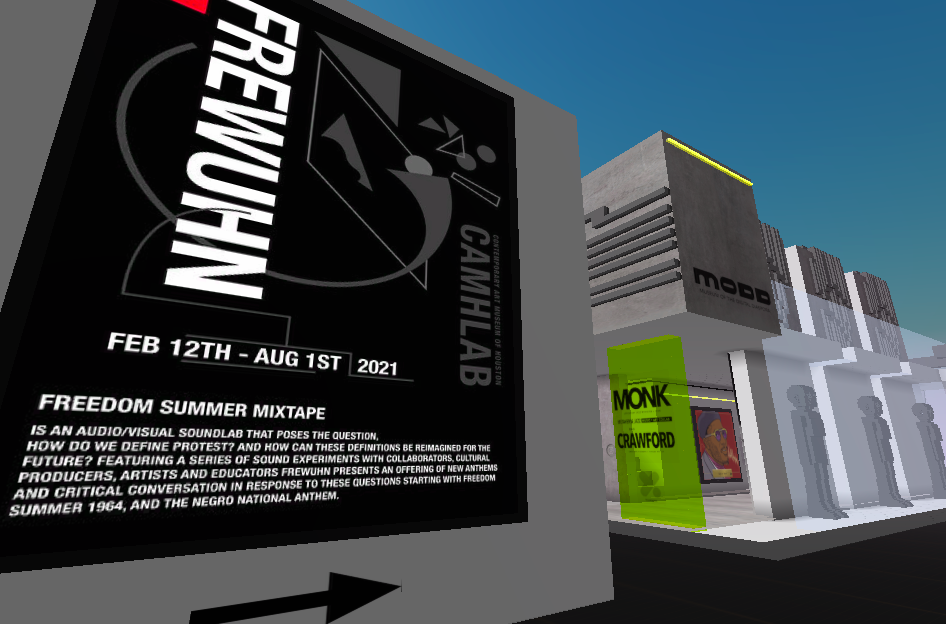 FREWUHN
CAMHLAB
CONTEMPORARY ART MUSEUM OF HOUSTON
FEB 12TH - AUG 1ST 2021
FREEDOM SUMMER MIXTAPE
IS AN AUDIO/VISUAL SOUNDLAB THAT POSES THE QUESTION,
HOW DO WE DEFINE PROTEST? AND HOW CAN THESE DEFINITIONS BE REIMAGINED FOR THE
FUTURE? FEATURING A SERIES OF SOUND EXPERIMENTS WITH COLLABORATORS, CULTURAL
PRODUCERS, ARTISTS AND EDUCATORS FREWUHN PRESENTS AN OFFERING OF NEW ANTHEMS
AND CRITICAL CONVERSATION IN RESPONSE TO THESE QUESTIONS STARTING WITH FREEDOM
SUMMER 1964, AND THE NEGRO NATIONAL ANTHEM.
MONK
CRAWFORD